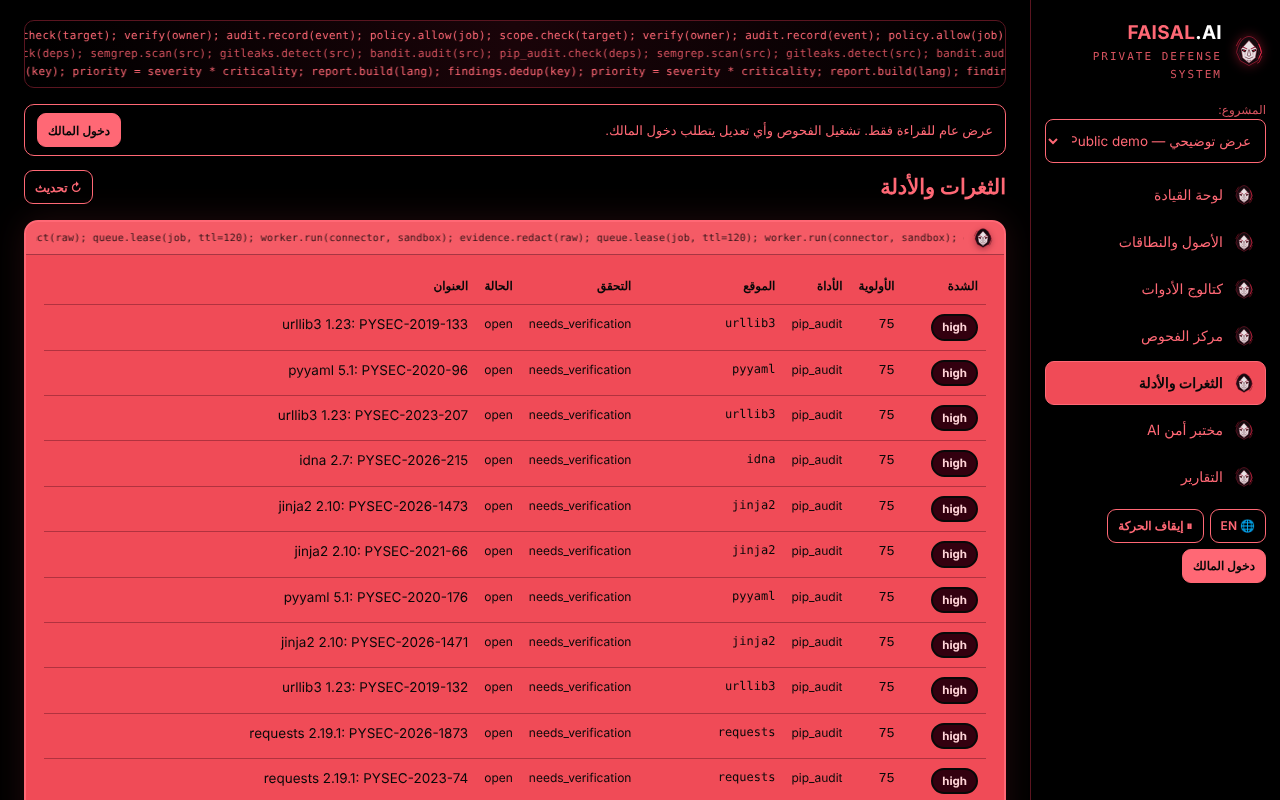 check(target); verify(owner); audit.record(event); policy.allow(job); scope.check(target); verify(owner); audit.record(event); policy.allow(job)
ck(deps); semgrep.scan(src); gitleaks.detect(src); bandit.audit(src); pip_audit.check(deps); semgrep.scan(src); gitleaks.detect(src); bandit.aud
(key); priority = severity * criticality; report.build(lang); findings.dedup(key); priority = severity * criticality; report.build(lang); findin
عرض عام للقراءة فقط. تشغيل الفحوص وأي تعديل يتطلب دخول المالك.
دخول المالك
الثغرات والأدلة
↻ تحديث
ct(raw); queue.lease(job, ttl=120); worker.run(connector, sandbox); evidence.redact(raw); queue.lease(job, ttl=120); worker.run(connector, sandbox);
الشدة الأولوية الأداة الموقع التحقق الحالة العنوان
high 75 pip_audit urllib3 needs_verification open urllib3 1.23: PYSEC-2019-133
high 75 pip_audit pyyaml needs_verification open pyyaml 5.1: PYSEC-2020-96
high 75 pip_audit urllib3 needs_verification open urllib3 1.23: PYSEC-2023-207
high 75 pip_audit idna needs_verification open idna 2.7: PYSEC-2026-215
high 75 pip_audit jinja2 needs_verification open jinja2 2.10: PYSEC-2026-1473
high 75 pip_audit jinja2 needs_verification open jinja2 2.10: PYSEC-2021-66
high 75 pip_audit pyyaml needs_verification open pyyaml 5.1: PYSEC-2020-176
high 75 pip_audit jinja2 needs_verification open jinja2 2.10: PYSEC-2026-1471
high 75 pip_audit urllib3 needs_verification open urllib3 1.23: PYSEC-2019-132
high 75 pip_audit requests needs_verification open requests 2.19.1: PYSEC-2026-1873
high 75 pip_audit requests needs_verification open requests 2.19.1: PYSEC-2023-74
FAISAL.AI
PRIVATE DEFENSE
SYSTEM
المشروع:
عرض توضيحي — Public demo
لوحة القيادة
الأصول والنطاقات
كتالوج الأدوات
مركز الفحوص
الثغرات والأدلة
مختبر أمن AI
التقارير
🌐 EN
إيقاف الحركة
دخول المالك